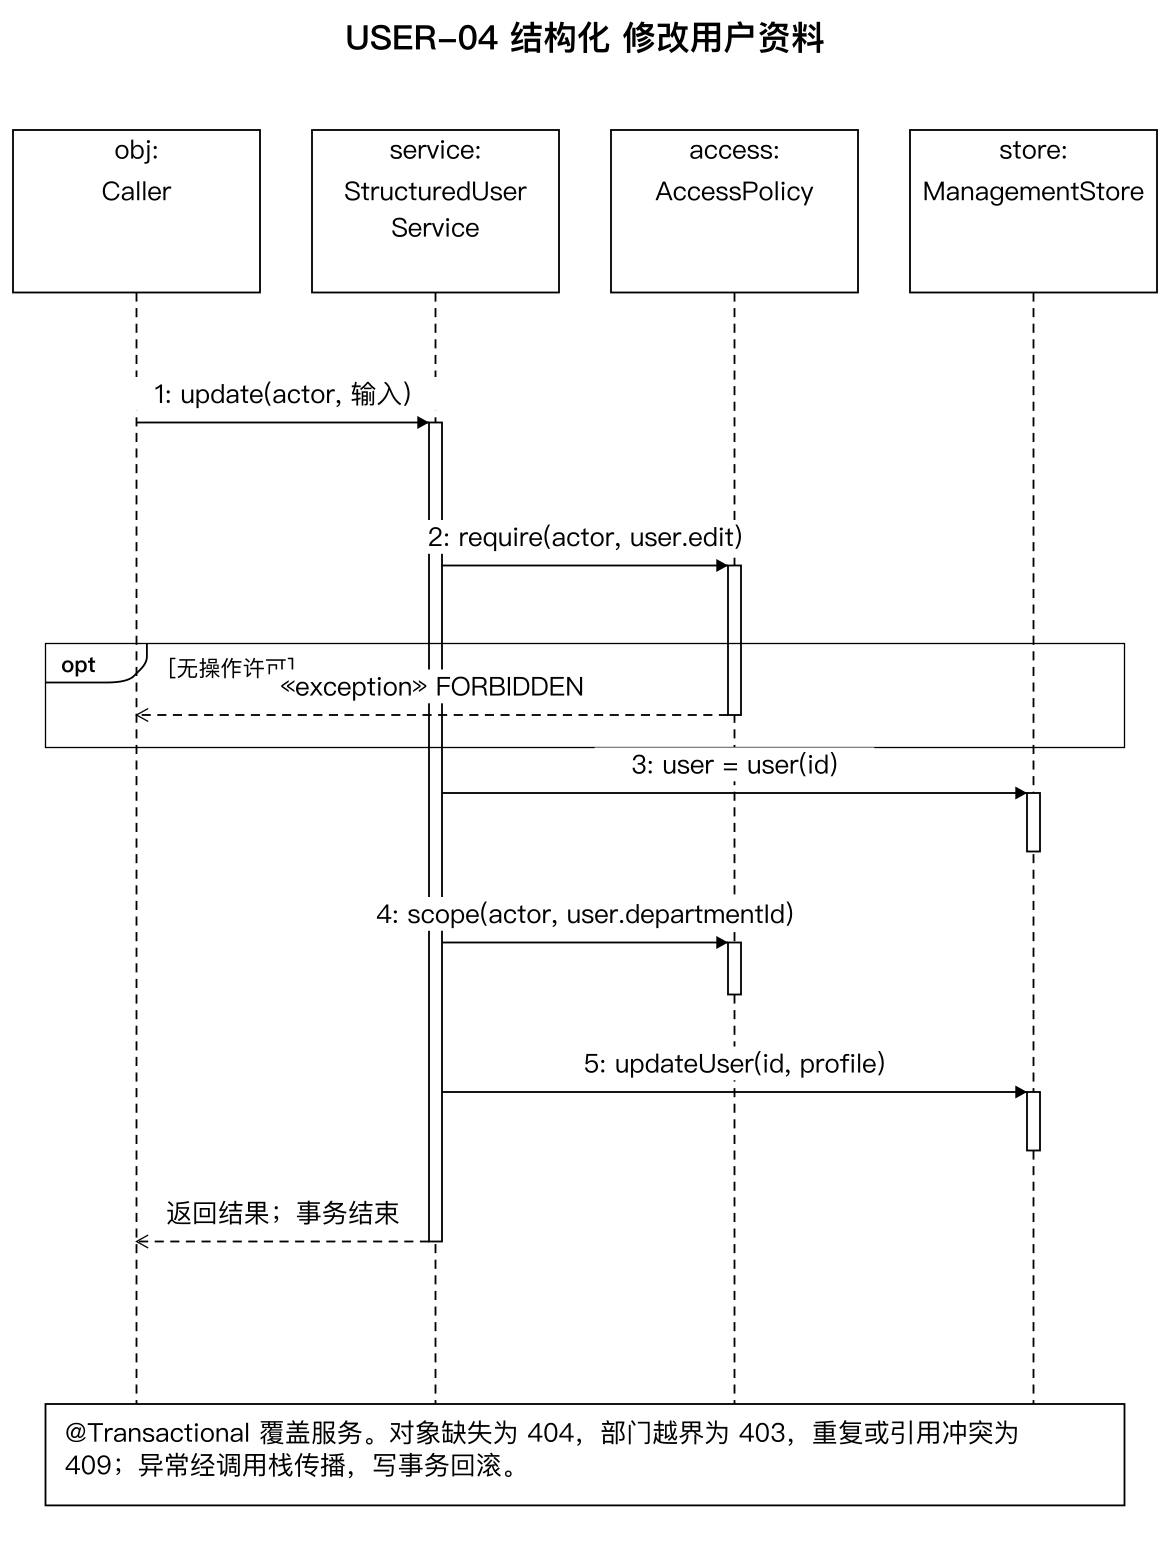 USER-04 结构化 修改用户资料
obj:
Caller
service:
StructuredUser
Service
access:
AccessPolicy
store:
ManagementStore
1: update(actor, 输入)
2: require(actor, user.edit)
opt
[无操作许可]
«exception» FORBIDDEN
3: user = user(id)
4: scope(actor, user.departmentId)
5: updateUser(id, profile)
返回结果；事务结束
@Transactional 覆盖服务。对象缺失为 404，部门越界为 403，重复或引用冲突为
409；异常经调用栈传播，写事务回滚。